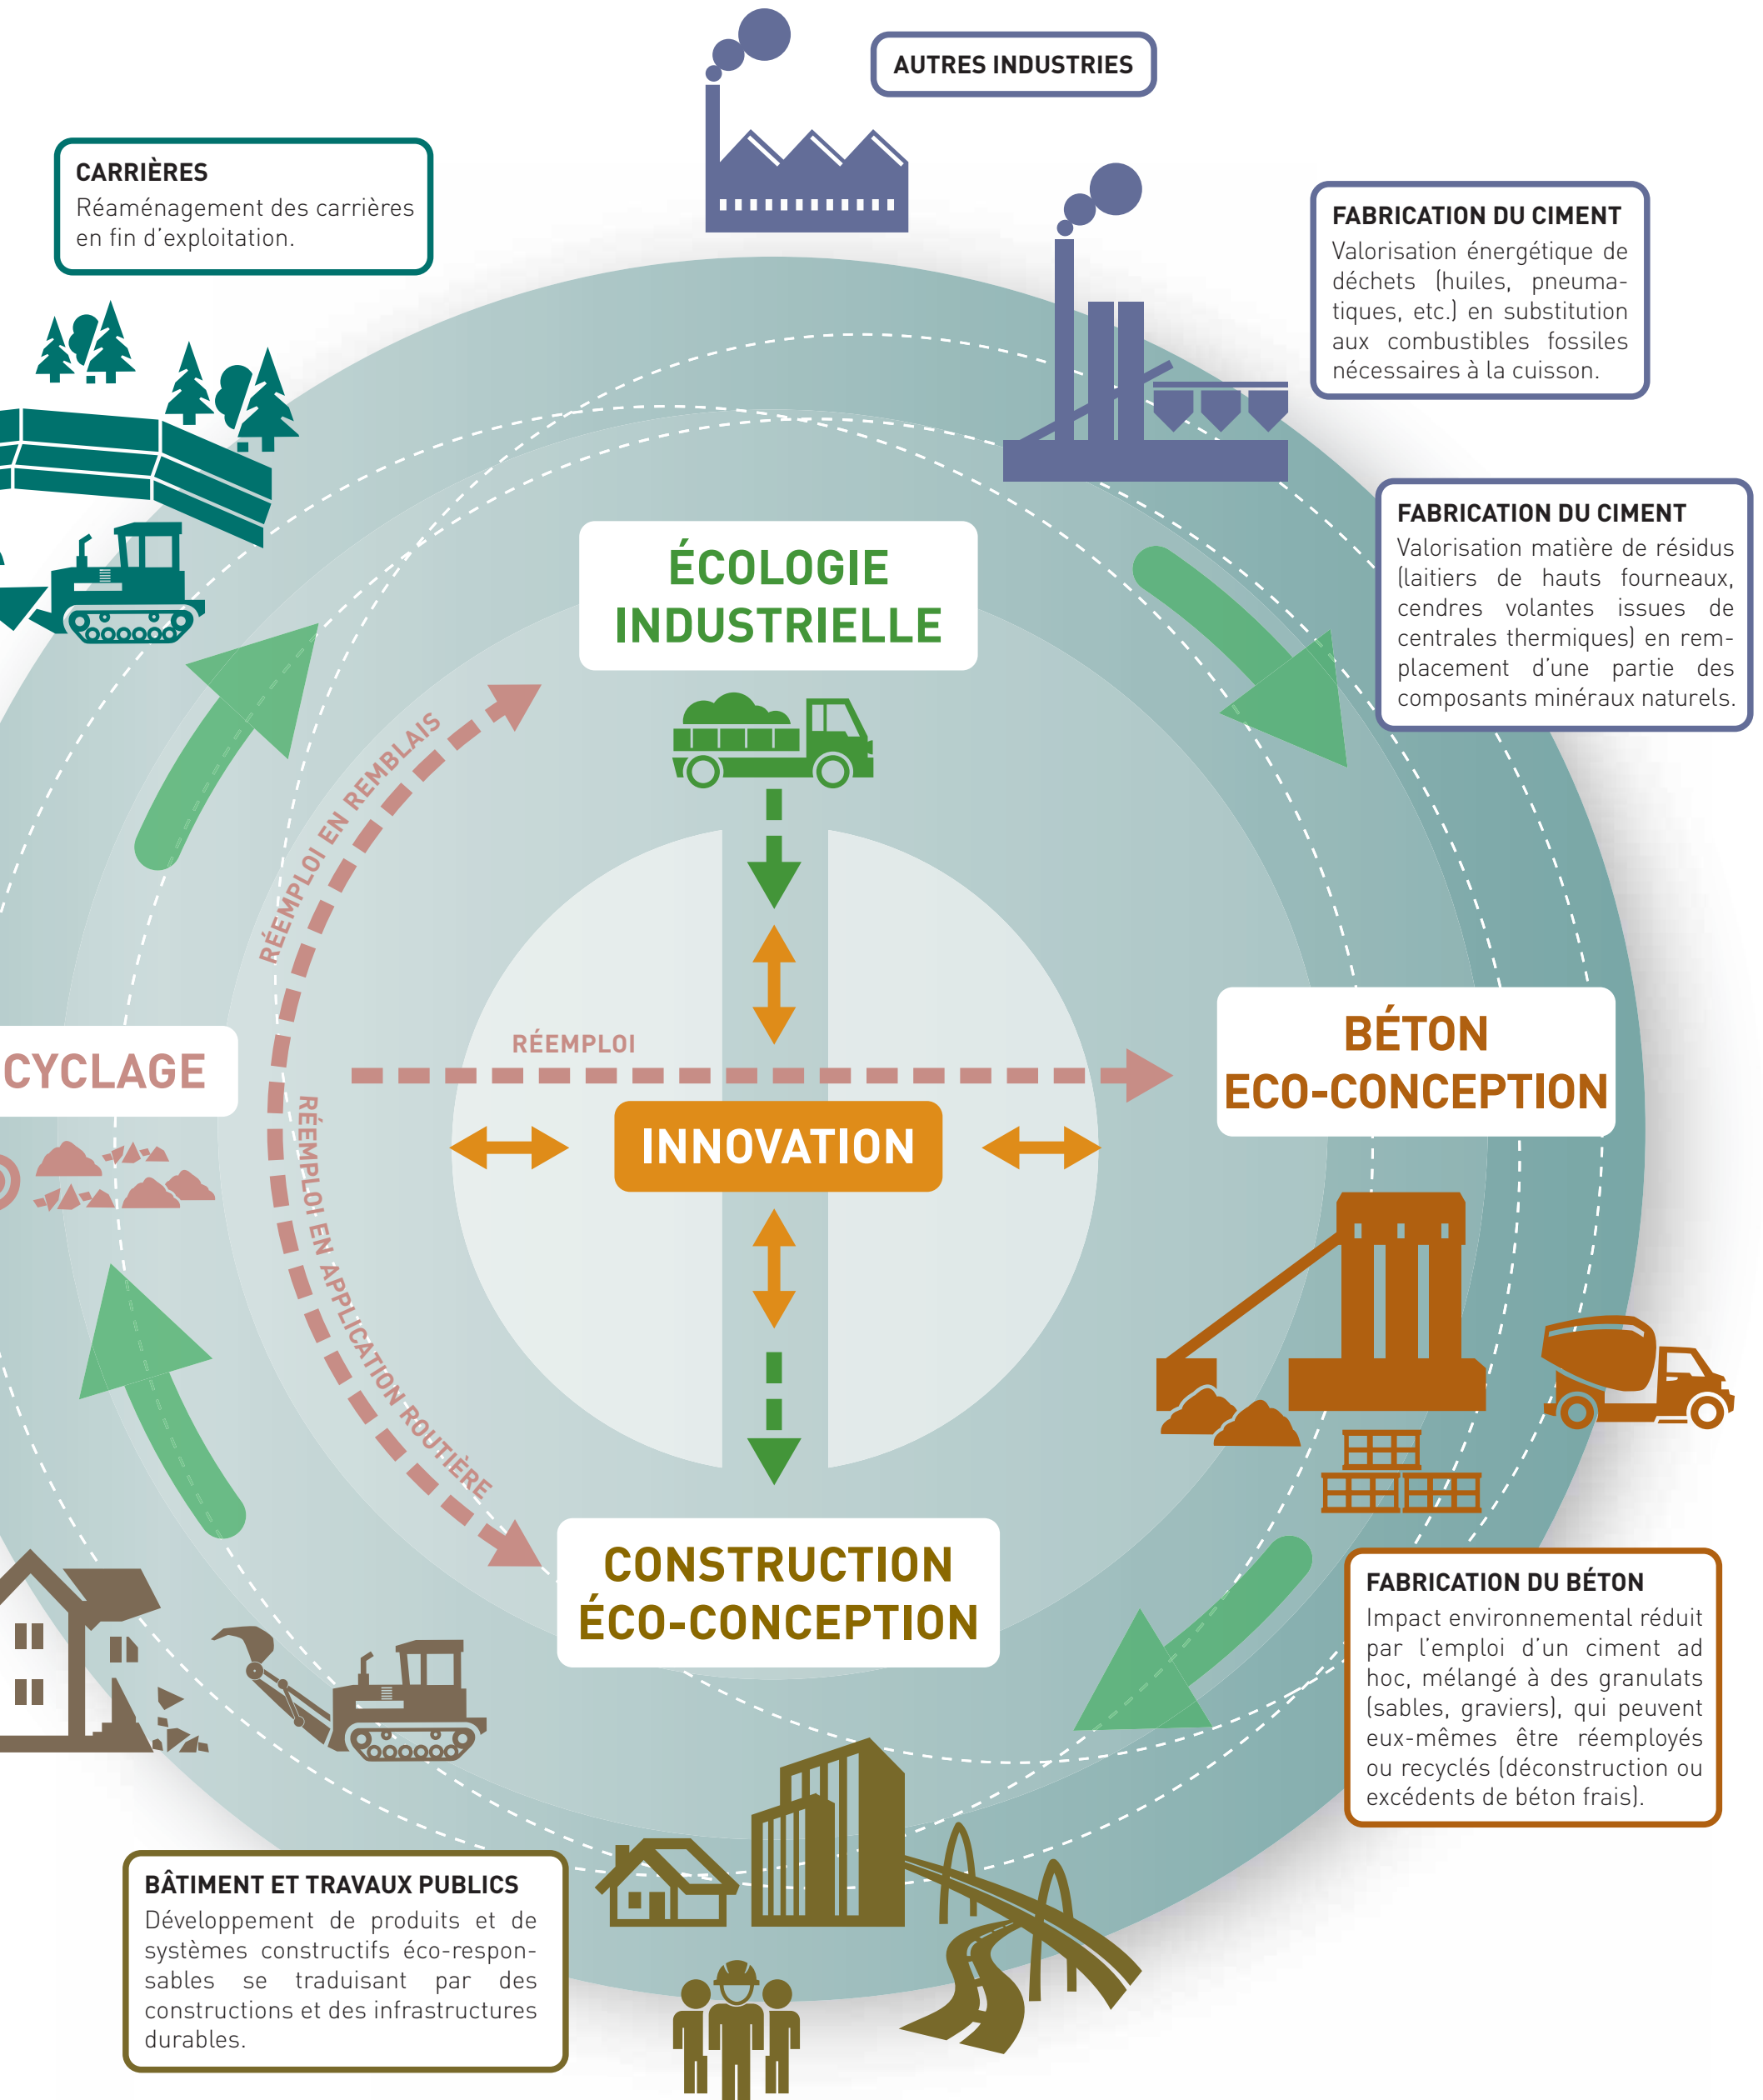 AUTRES INDUSTRIES
CARRIÈRES
Réaménagement des carrières
en fin d'exploitation.
FABRICATION DU CIMENT
Valorisation énergétique de
déchets (huiles, pneuma-
tiques, etc.) en substitution
aux combustibles fossiles
nécessaires à la cuisson.
FABRICATION DU CIMENT
Valorisation matière de résidus
(laitiers de hauts fourneaux,
cendres volantes issues de
centrales thermiques) en rem-
placement d'une partie des
composants minéraux naturels.
ÉCOLOGIE
INDUSTRIELLE
RÉEMPLOI EN REMBLAIS
RÉEMPLOI
CYCLAGE
BÉTON
ECO-CONCEPTION
INNOVATION
RÉEMPLOI EN APPLICATION ROUTIÈRE
CONSTRUCTION
ÉCO-CONCEPTION
FABRICATION DU BÉTON
Impact environnemental réduit
par l'emploi d'un ciment ad
hoc, mélangé à des granulats
(sables, graviers), qui peuvent
eux-mêmes être réemployés
ou recyclés (déconstruction ou
excédents de béton frais).
BÂTIMENT ET TRAVAUX PUBLICS
Développement de produits et de
systèmes constructifs éco-respon-
sables se traduisant par des
constructions et des infrastructures
durables.